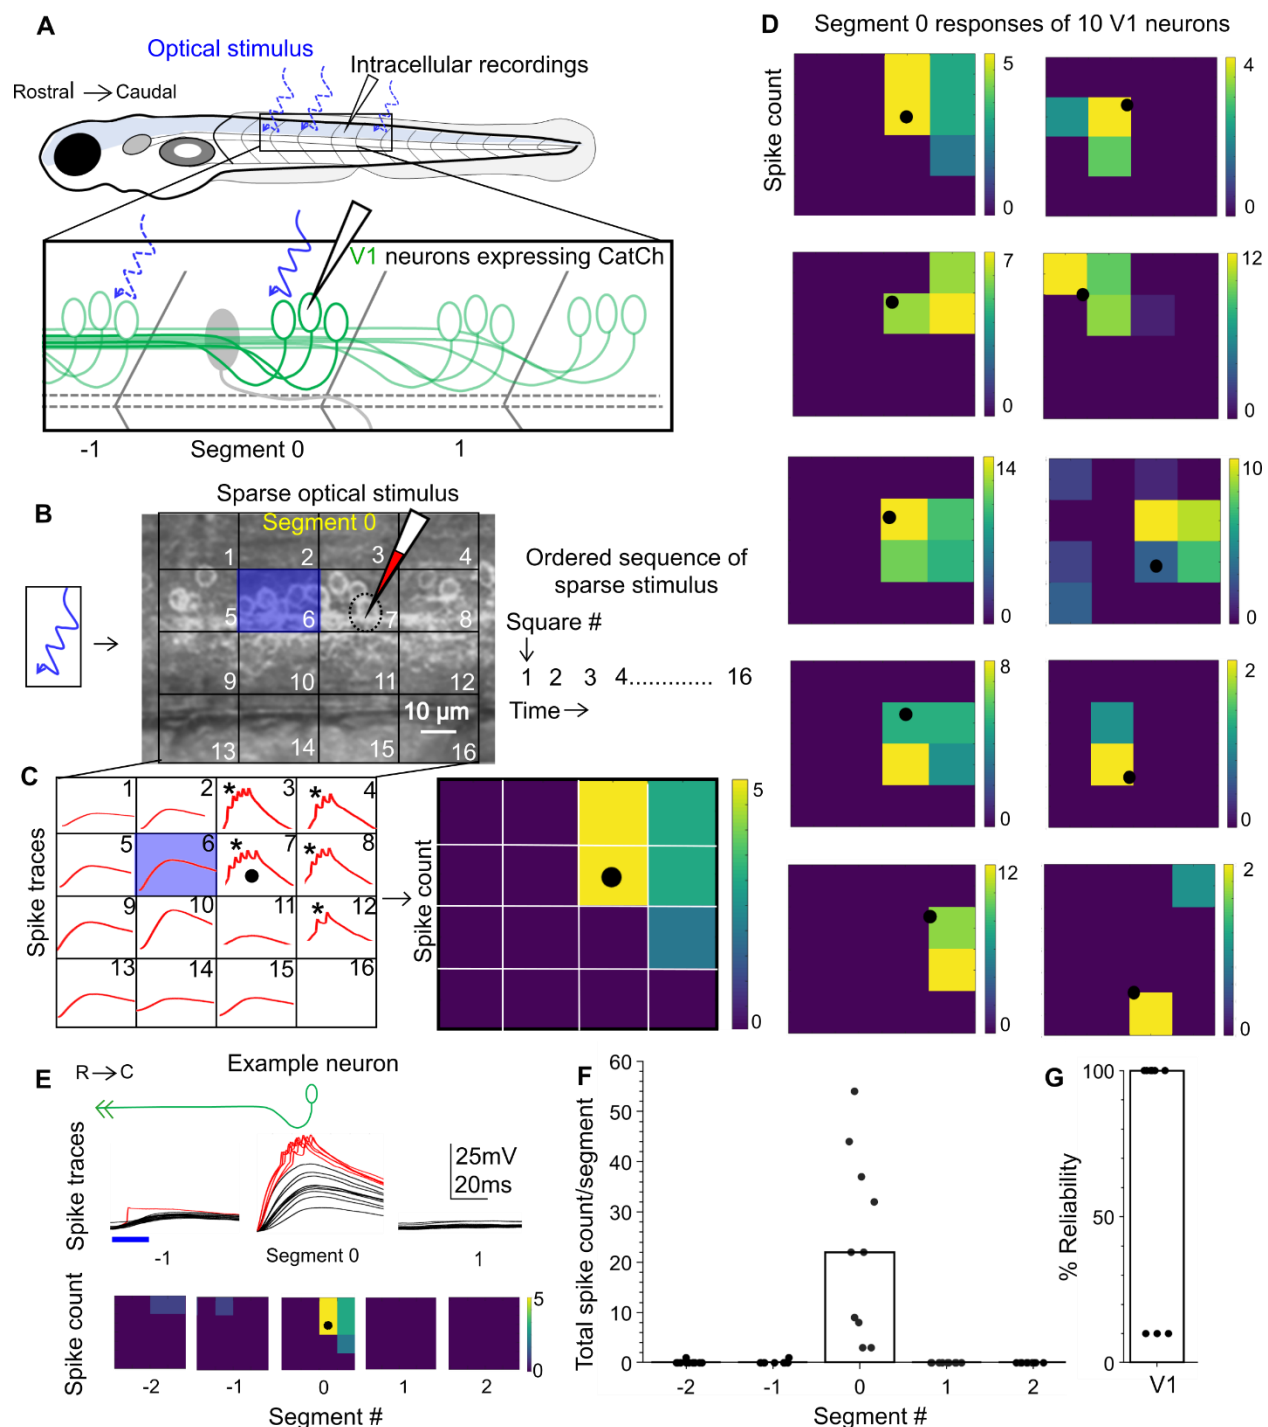 A
Optical stimulus
Intracellular recordings
Rostral → Caudal
V1 neurons expressing CatCh
-1
Segment 0
1
B
Sparse optical stimulus
Segment 0
1
2
3
4
5
6
7
8
9
10
11
12
13
14
15
16
10 µm
Ordered sequence of
sparse stimulus
Square #
1 2 3 4............. 16
Time →
C
Spike traces
1
2
3
4
5
6
7
8
9
10
11
12
13
14
15
16
*
*
*
*
*
Spike count
5
0
D
Segment 0 responses of 10 V1 neurons
Spike count
5
0
4
0
7
0
12
0
14
0
10
0
8
0
2
0
12
0
2
0
E
R → C
Example neuron
Spike traces
25mV
20ms
-1
Segment 0
1
Spike count
5
0
-2
-1
0
1
2
Segment #
F
Total spike count/segment
60
50
40
30
20
10
0
-2
-1
0
1
2
Segment #
G
% Reliability
100
50
0
V1